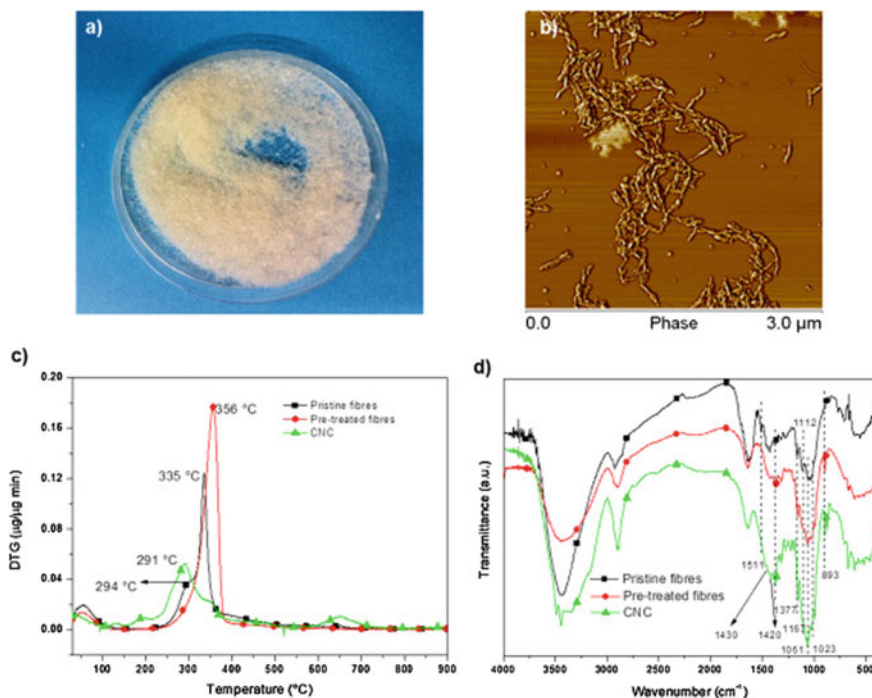 a)
b)
0.0 Phase 3.0 µm
c)
0.20
0.16
0.12
0.08
0.04
0.00
DTG (µg/µg min)
356 °C
335 °C
291 °C
294 °C
Pristine fibres
Pre-treated fibres
CNC
100 200 300 400 500 600 700 800 900
Temperature (°C)
d)
Transmittance (a.u.)
Pristine fibres
Pre-treated fibres
CNC
1112
1511
893
1377
1430
1420
1161
1051
1023
4000 3500 3000 2500 2000 1500 1000 500
Wavenumber (cm⁻¹)